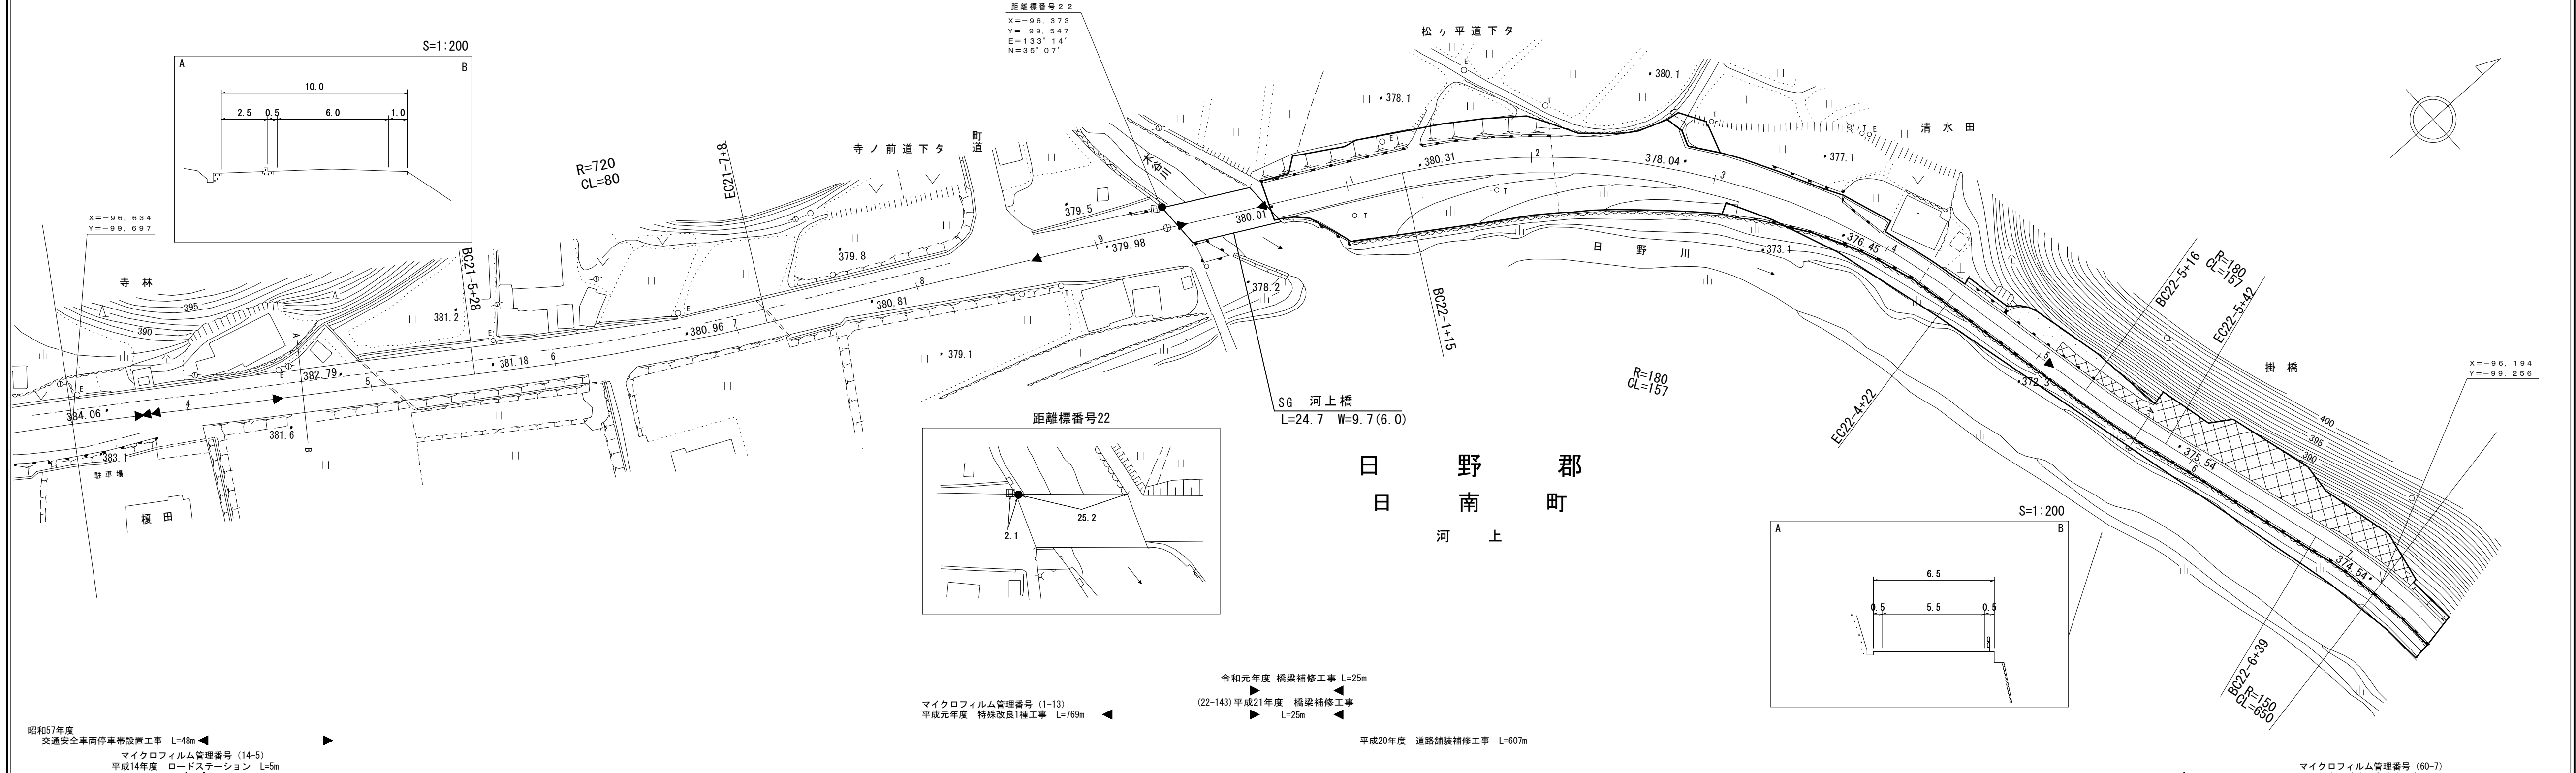 距離標番号22
X=-96.373
Y=-99.547
E=133°14′
N=35°07′
松ヶ平道下タ
S=1:200
A
B
10.0
2.5 0.5 6.0 1.0
R=720
CL=80
EC21-7+8
寺ノ前道下タ
町道
木谷川
清水田
380.1
378.1
377.1
380.31
378.04
1
2
3
4
X=-96.634
Y=-99.697
寺林
395
390
BC21-5+28
381.2
379.8
379.5
9
379.98
380.01
8
380.81
7
380.96
6
381.18
5
382.79
4
384.06
A
B
E
T
381.6
383.1
駐車場
榎田
379.1
378.2
日野川
373.1
376.45
BC22-1+15
R=180
CL=157
EC22-4+22
BC22-5+16
R=180
CL=157
EC22-5+42
掛橋
X=-96.194
Y=-99.256
400
395
390
5
372.3
375.54
6
7
374.54
BC22-6+39
R=150
CL=650
SG 河上橋
L=24.7 W=9.7(6.0)
距離標番号22
25.2
2.1
日野郡
日南町
河上
S=1:200
A
B
6.5
0.5 5.5 0.5
令和元年度 橋梁補修工事 L=25m
(22-143)平成21年度 橋梁補修工事
L=25m
マイクロフィルム管理番号 (1-13)
平成元年度 特殊改良1種工事 L=769m
平成20年度 道路舗装補修工事 L=607m
昭和57年度
交通安全車両停車帯設置工事 L=48m
マイクロフィルム管理番号 (14-5)
平成14年度 ロードステーション L=5m
マイクロフィルム管理番号 (60-7)